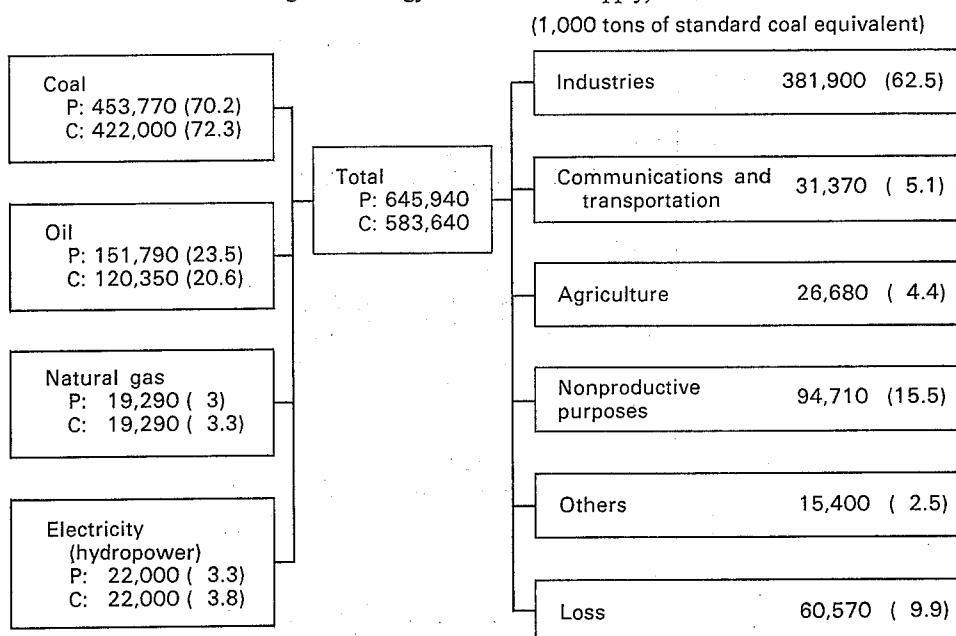 (1,000 tons of standard coal equivalent)
Coal
P: 453,770 (70.2)
C: 422,000 (72.3)
Oil
P: 151,790 (23.5)
C: 120,350 (20.6)
Natural gas
P: 19,290 ( 3)
C: 19,290 ( 3.3)
Electricity
(hydropower)
P: 22,000 ( 3.3)
C: 22,000 ( 3.8)
Total
P: 645,940
C: 583,640
Industries 381,900 (62.5)
Communications and
transportation 31,370 ( 5.1)
Agriculture 26,680 ( 4.4)
Nonproductive
purposes 94,710 (15.5)
Others 15,400 ( 2.5)
Loss 60,570 ( 9.9)